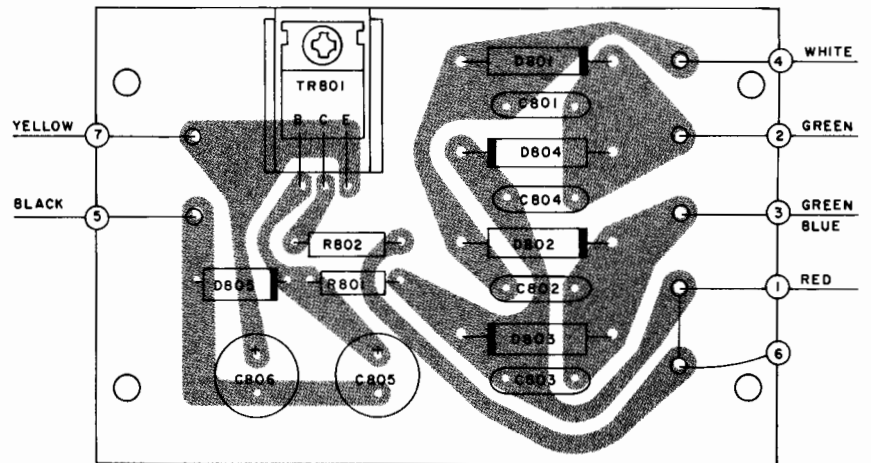 D801
4 WHITE
TR801
C801
B C E
YELLOW 7
2 GREEN
D804
C804
BLACK 5
3 GREEN
BLUE
R802
D802
D805
R801
C802
1 RED
D803
6
+
+
C806
C805
C803